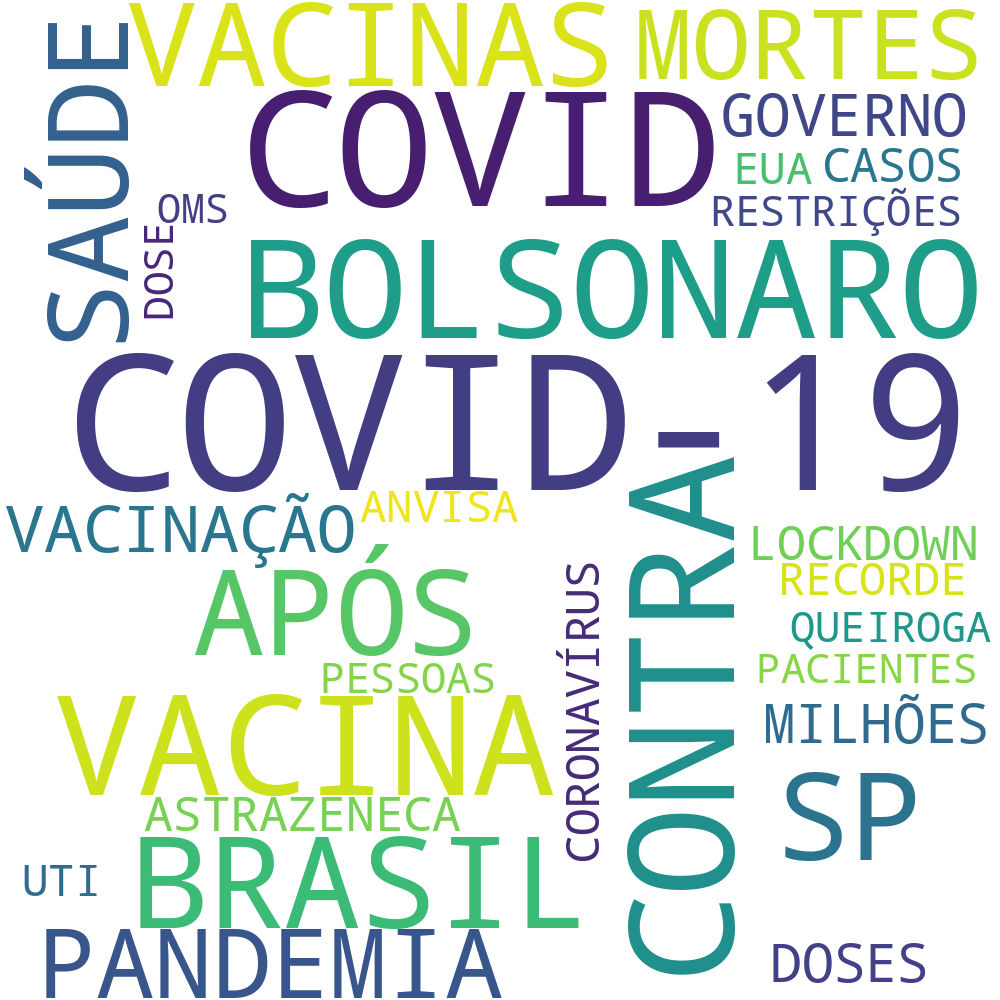 VACINAS
MORTES
SAÚDE
COVID
GOVERNO
EUA
CASOS
OMS
RESTRIÇÕES
DOSE
BOLSONARO
COVID-19
VACINAÇÃO
ANVISA
CONTRA
LOCKDOWN
RECORDE
APÓS
CORONAVÍRUS
QUEIROGA
PESSOAS
PACIENTES
VACINA
MILHÕES
ASTRAZENECA
SP
BRASIL
UTI
PANDEMIA
DOSES